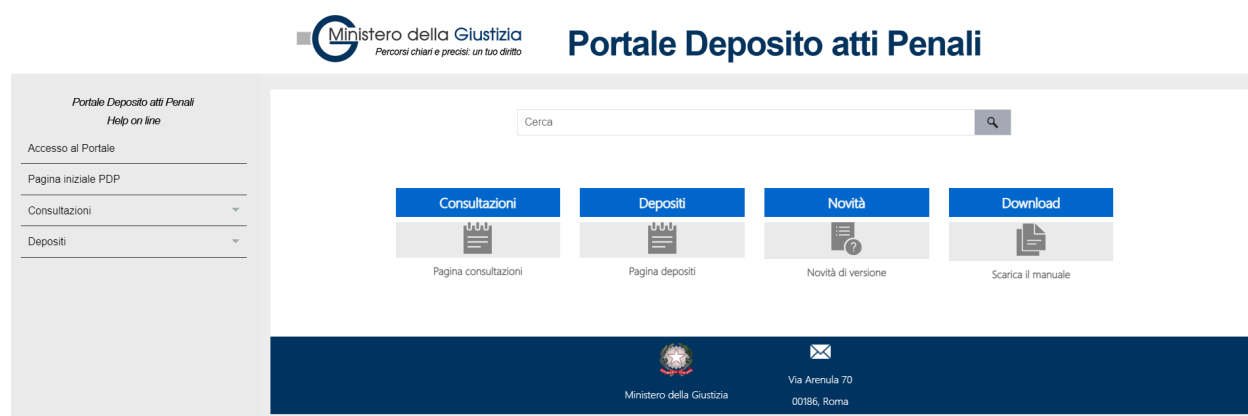 Ministero della Giustizia
Percorsi chiari e precisi: un tuo diritto
Portale Deposito atti Penali
Portale Deposito atti Penali
Help on line
Accesso al Portale
Pagina iniziale PDP
Consultazioni
Depositi
Cerca
Consultazioni
Pagina consultazioni
Depositi
Pagina depositi
Novità
?
Novità di versione
Download
Scarica il manuale
Ministero della Giustizia
Via Arenula 70
00186, Roma